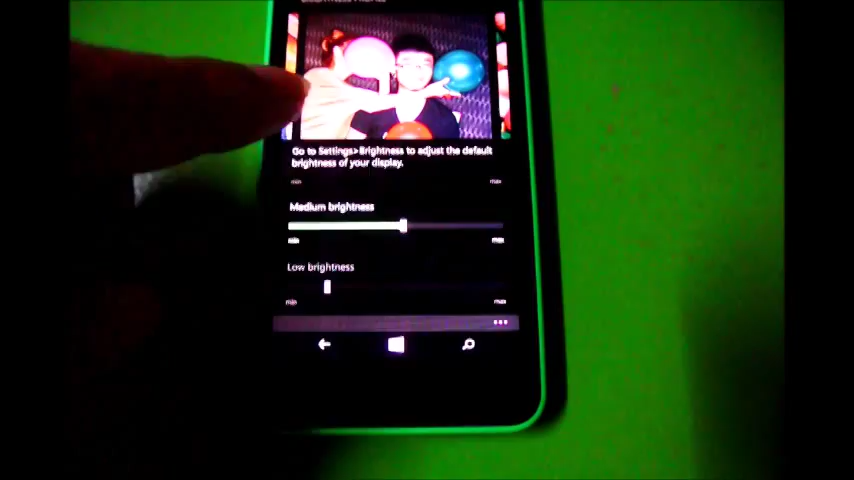 Go to Settings>Brightness to adjust the default
brightness of your display.
min max
Medium brightness
min max
Low brightness
min max